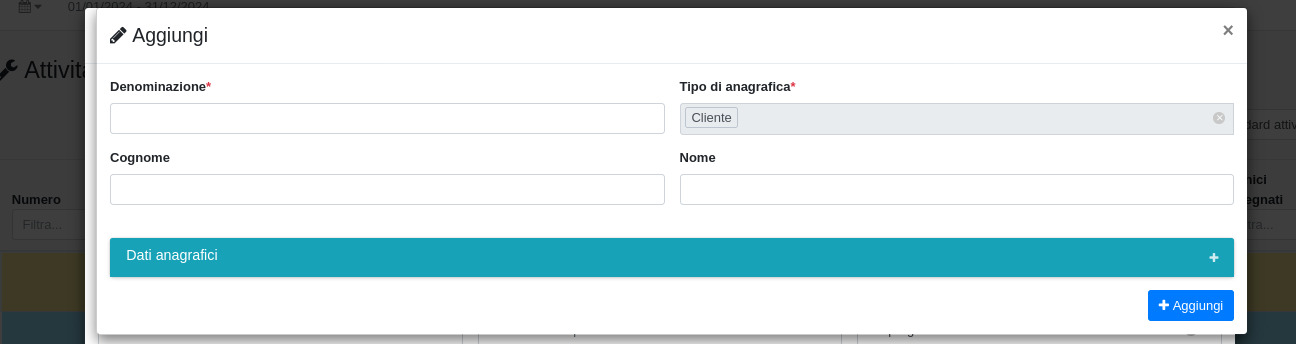 01/01/2024 - 31/12/2024
Aggiungi
×
Attivita
Denominazione*
Tipo di anagrafica*
Cliente
dard attiv
Cognome
Nome
Numero
Filtra...
nici
egnati
tra...
Dati anagrafici
+
+ Aggiungi